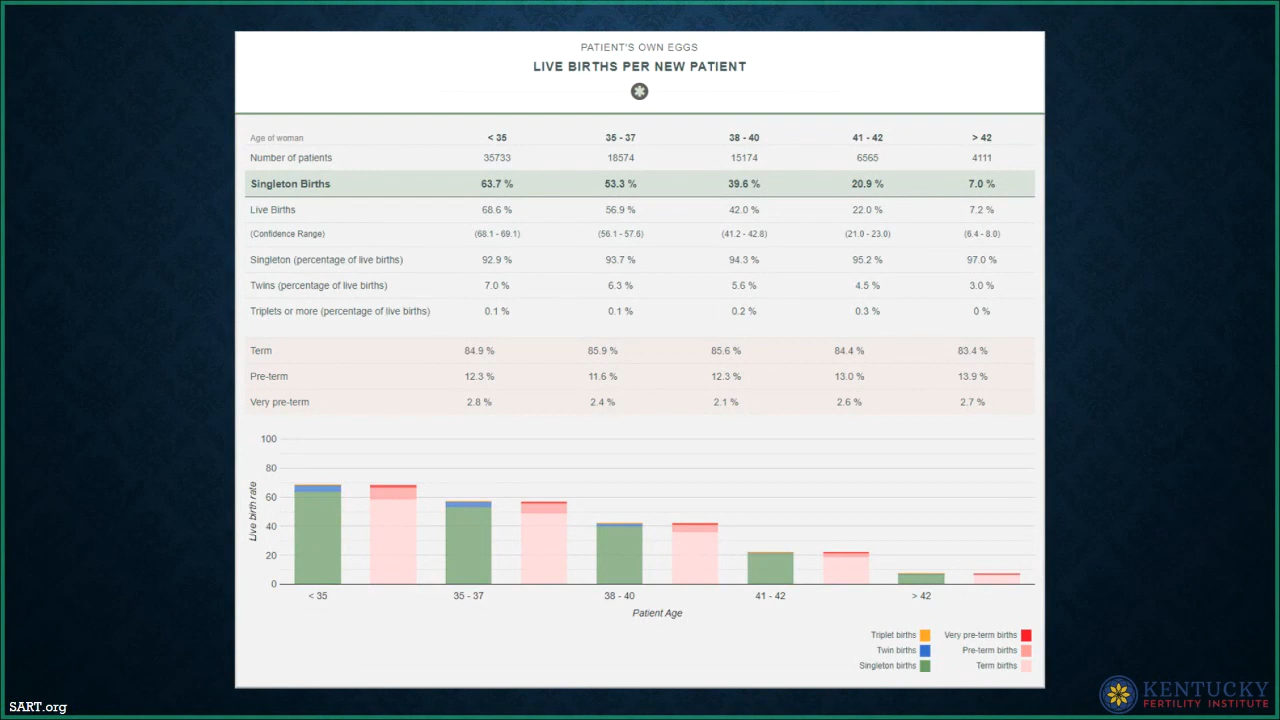 PATIENT'S OWN EGGS
LIVE BIRTHS PER NEW PATIENT
Age of woman < 35 35 - 37 38 - 40 41 - 42 > 42
Number of patients 35733 18574 15174 6565 4111
Singleton Births 63.7 % 53.3 % 39.6 % 20.9 % 7.0 %
Live Births 68.6 % 56.9 % 42.0 % 22.0 % 7.2 %
(Confidence Range) (68.1 - 69.1) (56.1 - 57.6) (41.2 - 42.8) (21.0 - 23.0) (6.4 - 8.0)
Singleton (percentage of live births) 92.9 % 93.7 % 94.3 % 95.2 % 97.0 %
Twins (percentage of live births) 7.0 % 6.3 % 5.6 % 4.5 % 3.0 %
Triplets or more (percentage of live births) 0.1 % 0.1 % 0.2 % 0.3 % 0 %
Term 84.9 % 85.9 % 85.6 % 84.4 % 83.4 %
Pre-term 12.3 % 11.6 % 12.3 % 13.0 % 13.9 %
Very pre-term 2.8 % 2.4 % 2.1 % 2.6 % 2.7 %
Live birth rate
100
80
60
40
20
0
< 35 35 - 37 38 - 40 41 - 42 > 42
Patient Age
Triplet births Very pre-term births
Twin births Pre-term births
Singleton births Term births
SART.org
KENTUCKY
FERTILITY INSTITUTE